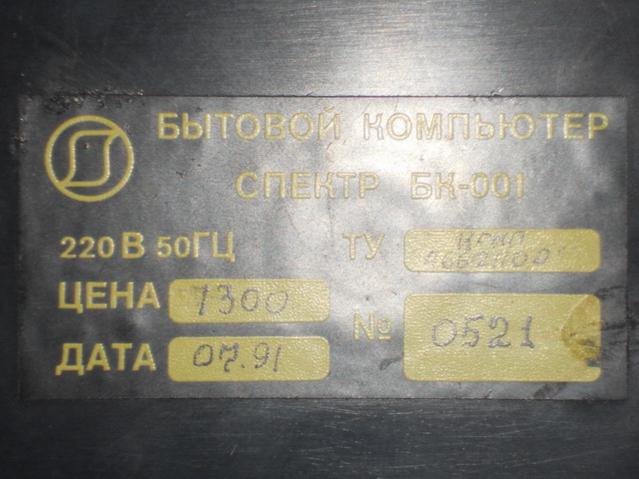 БЫТОВОЙ КОМПЬЮТЕР
СПЕКТР БК-001
220 В 50ГЦ ТУ
ЦЕНА 1300
№ 0521
ДАТА 07.91